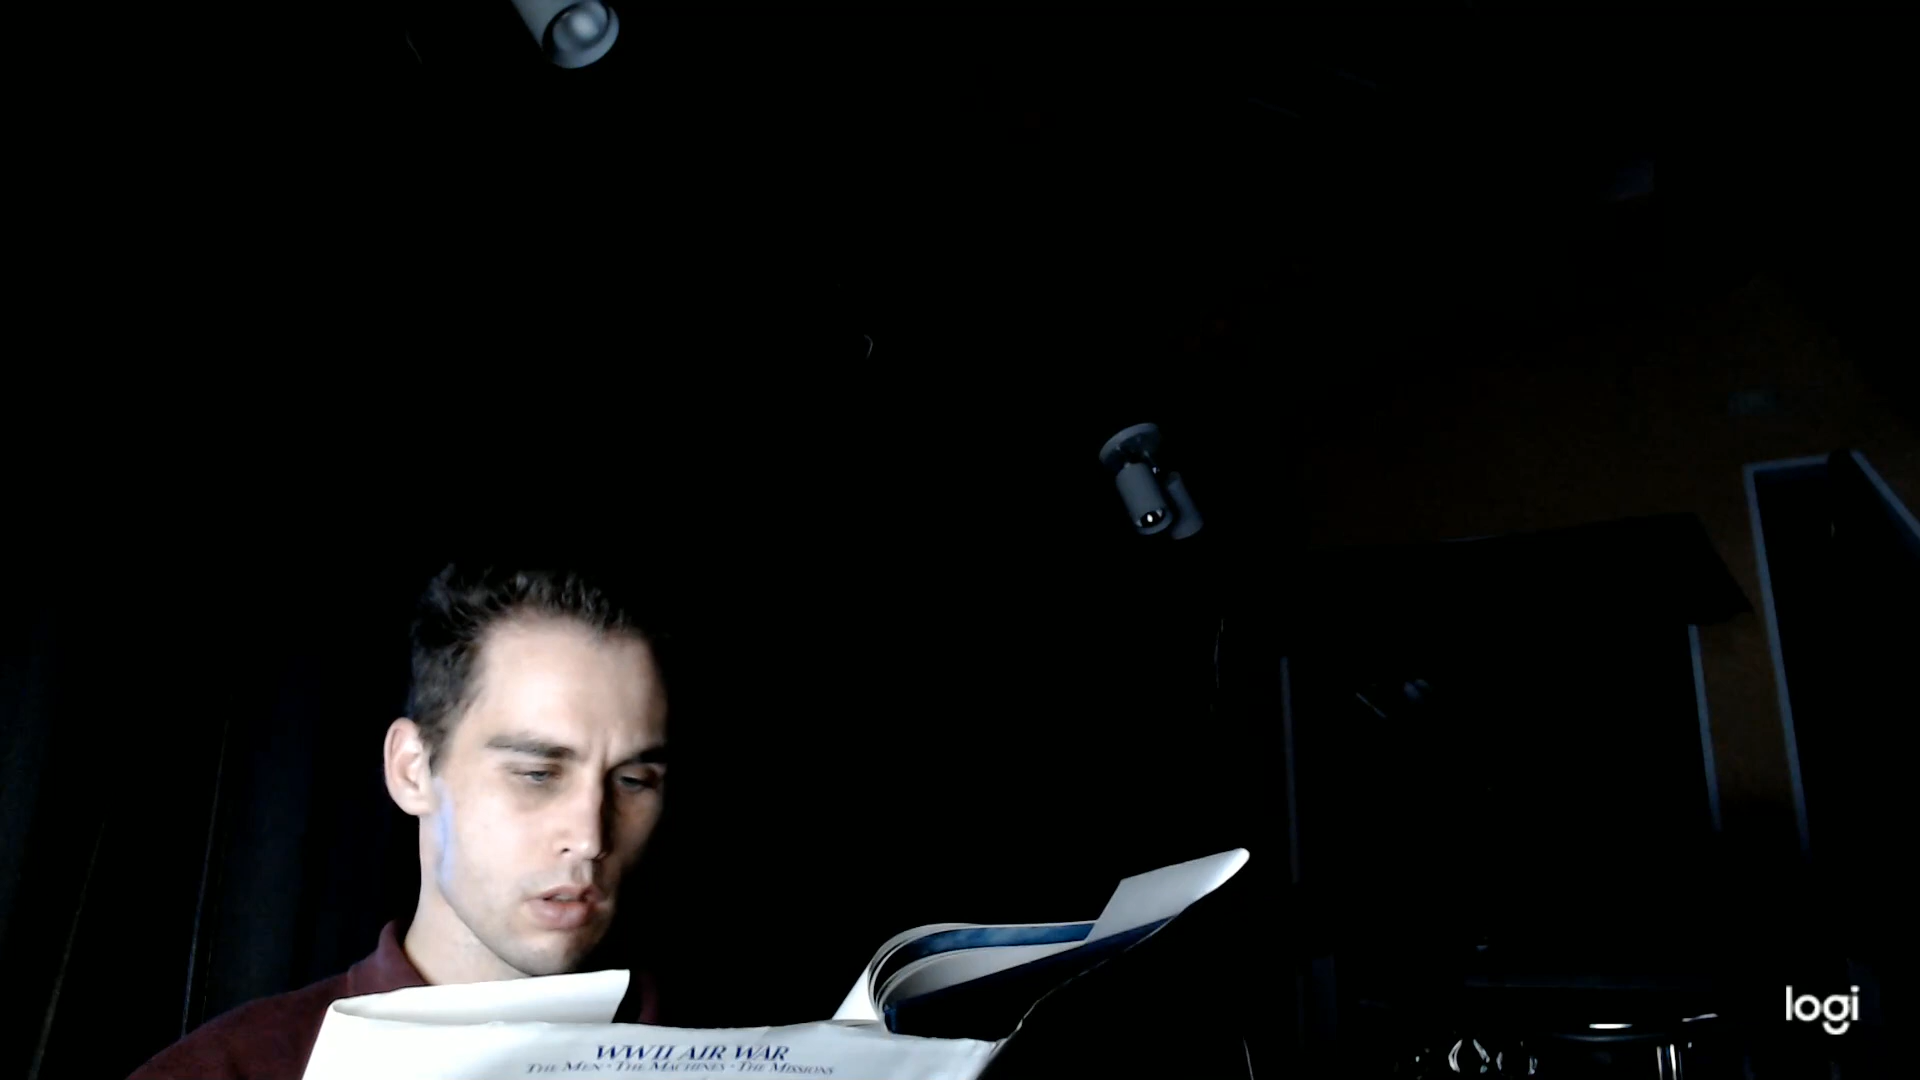 logi
WWII AIR WAR
THE MEN · THE MACHINES · THE MISSIONS